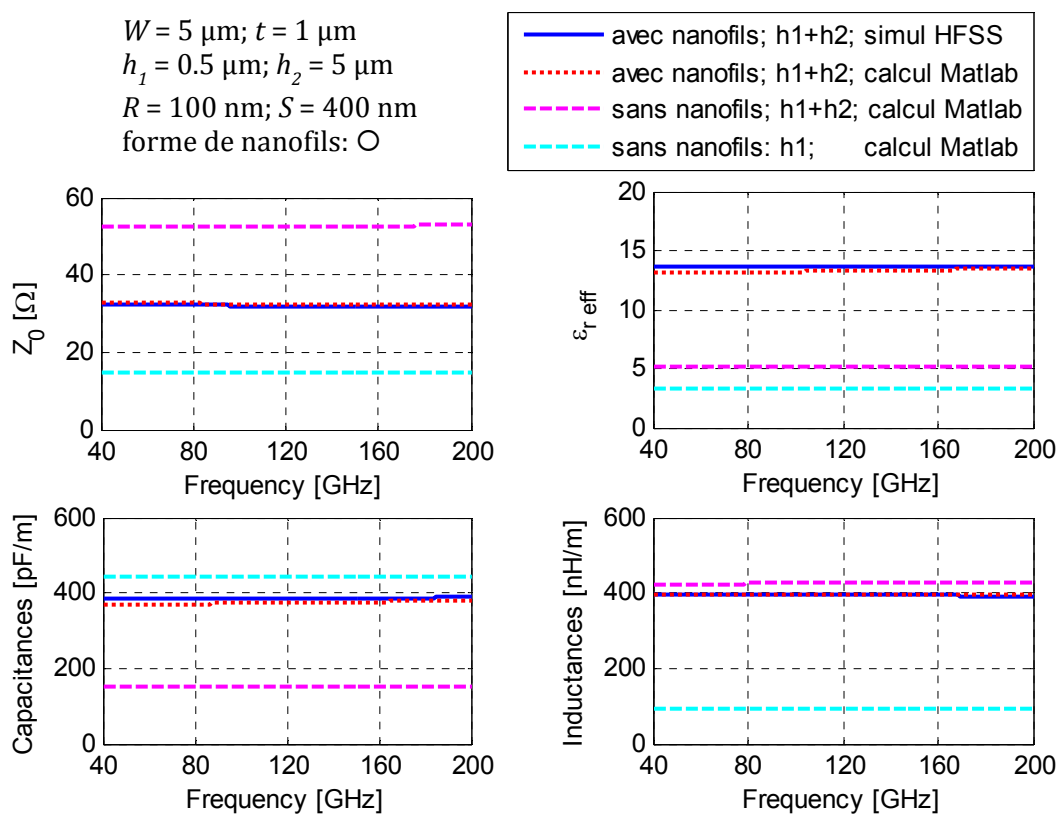 W = 5 μm; t = 1 μm
h1 = 0.5 μm; h2 = 5 μm
R = 100 nm; S = 400 nm
forme de nanofils: O
avec nanofils; h1+h2; simul HFSS
avec nanofils; h1+h2; calcul Matlab
sans nanofils; h1+h2; calcul Matlab
sans nanofils: h1; calcul Matlab
Z0 [Ω]
60
40
20
0
40 80 120 160 200
Frequency [GHz]
εr eff
20
15
10
5
0
40 80 120 160 200
Frequency [GHz]
Capacitances [pF/m]
600
400
200
0
40 80 120 160 200
Frequency [GHz]
Inductances [nH/m]
600
400
200
0
40 80 120 160 200
Frequency [GHz]